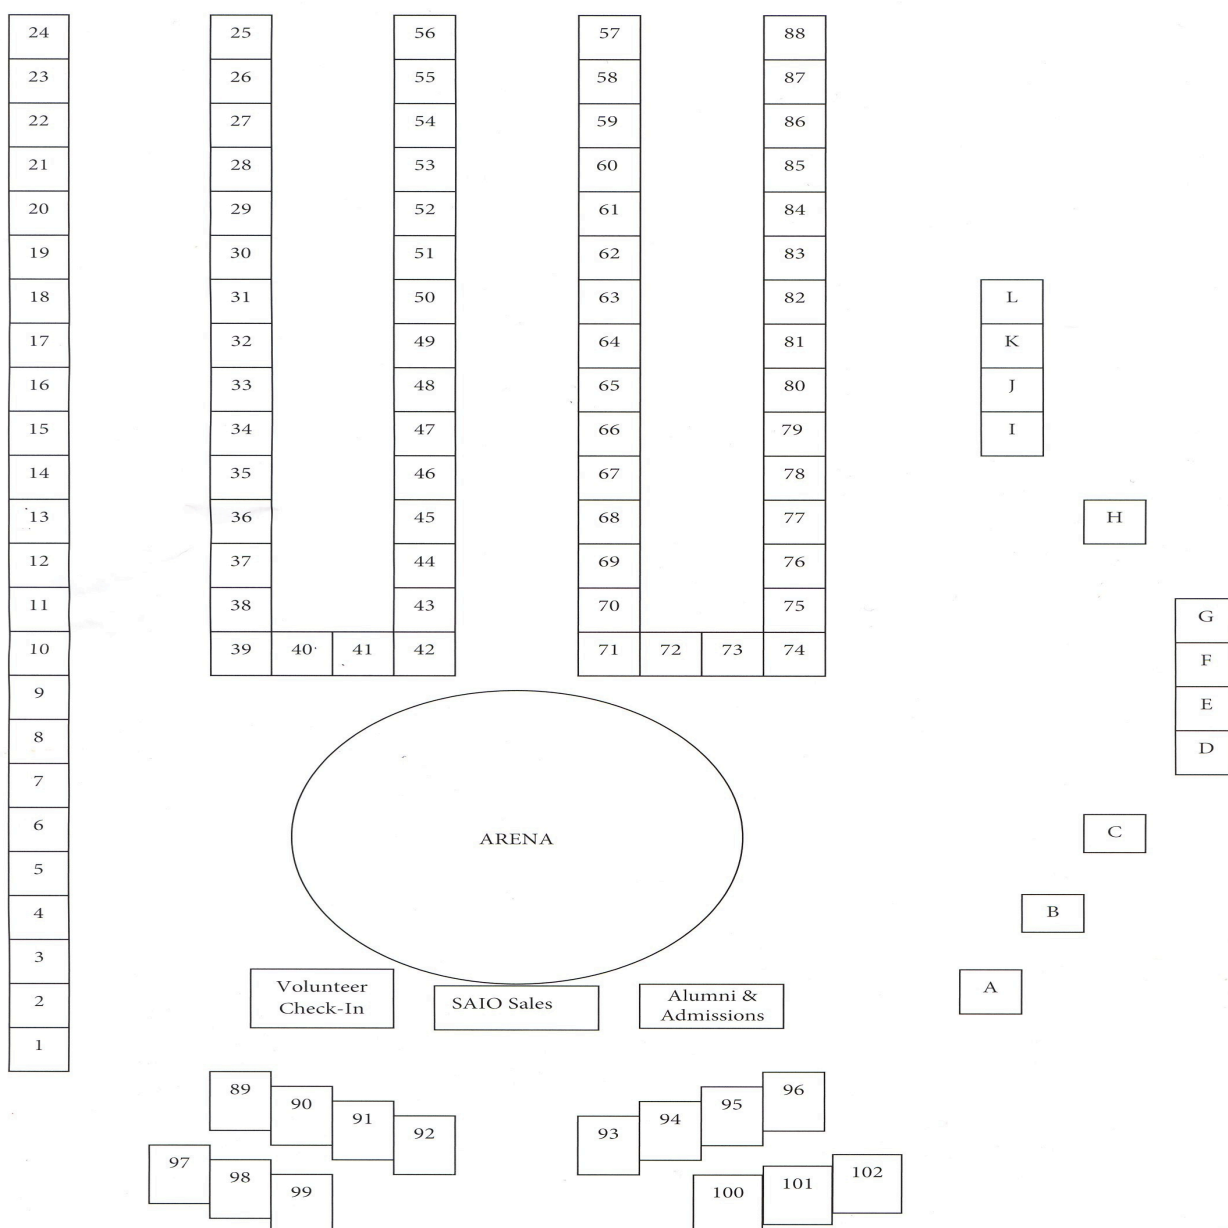 24 25 56 57 88
23 26 55 58 87
22 27 54 59 86
21 28 53 60 85
20 29 52 61 84
19 30 51 62 83
18 31 50 63 82 L
17 32 49 64 81 K
16 33 48 65 80 J
15 34 47 66 79 I
14 35 46 67 78
13 36 45 68 77 H
12 37 44 69 76
11 38 43 70 75 G
10 39 40 41 42 71 72 73 74 F
9 E
8 D
7
6 C
ARENA
5
4 B
3
2 Volunteer
Check-In
SAIO Sales
Alumni &
Admissions
A
1
89 90 91 92 93 94 95 96
97 98 99 100 101 102